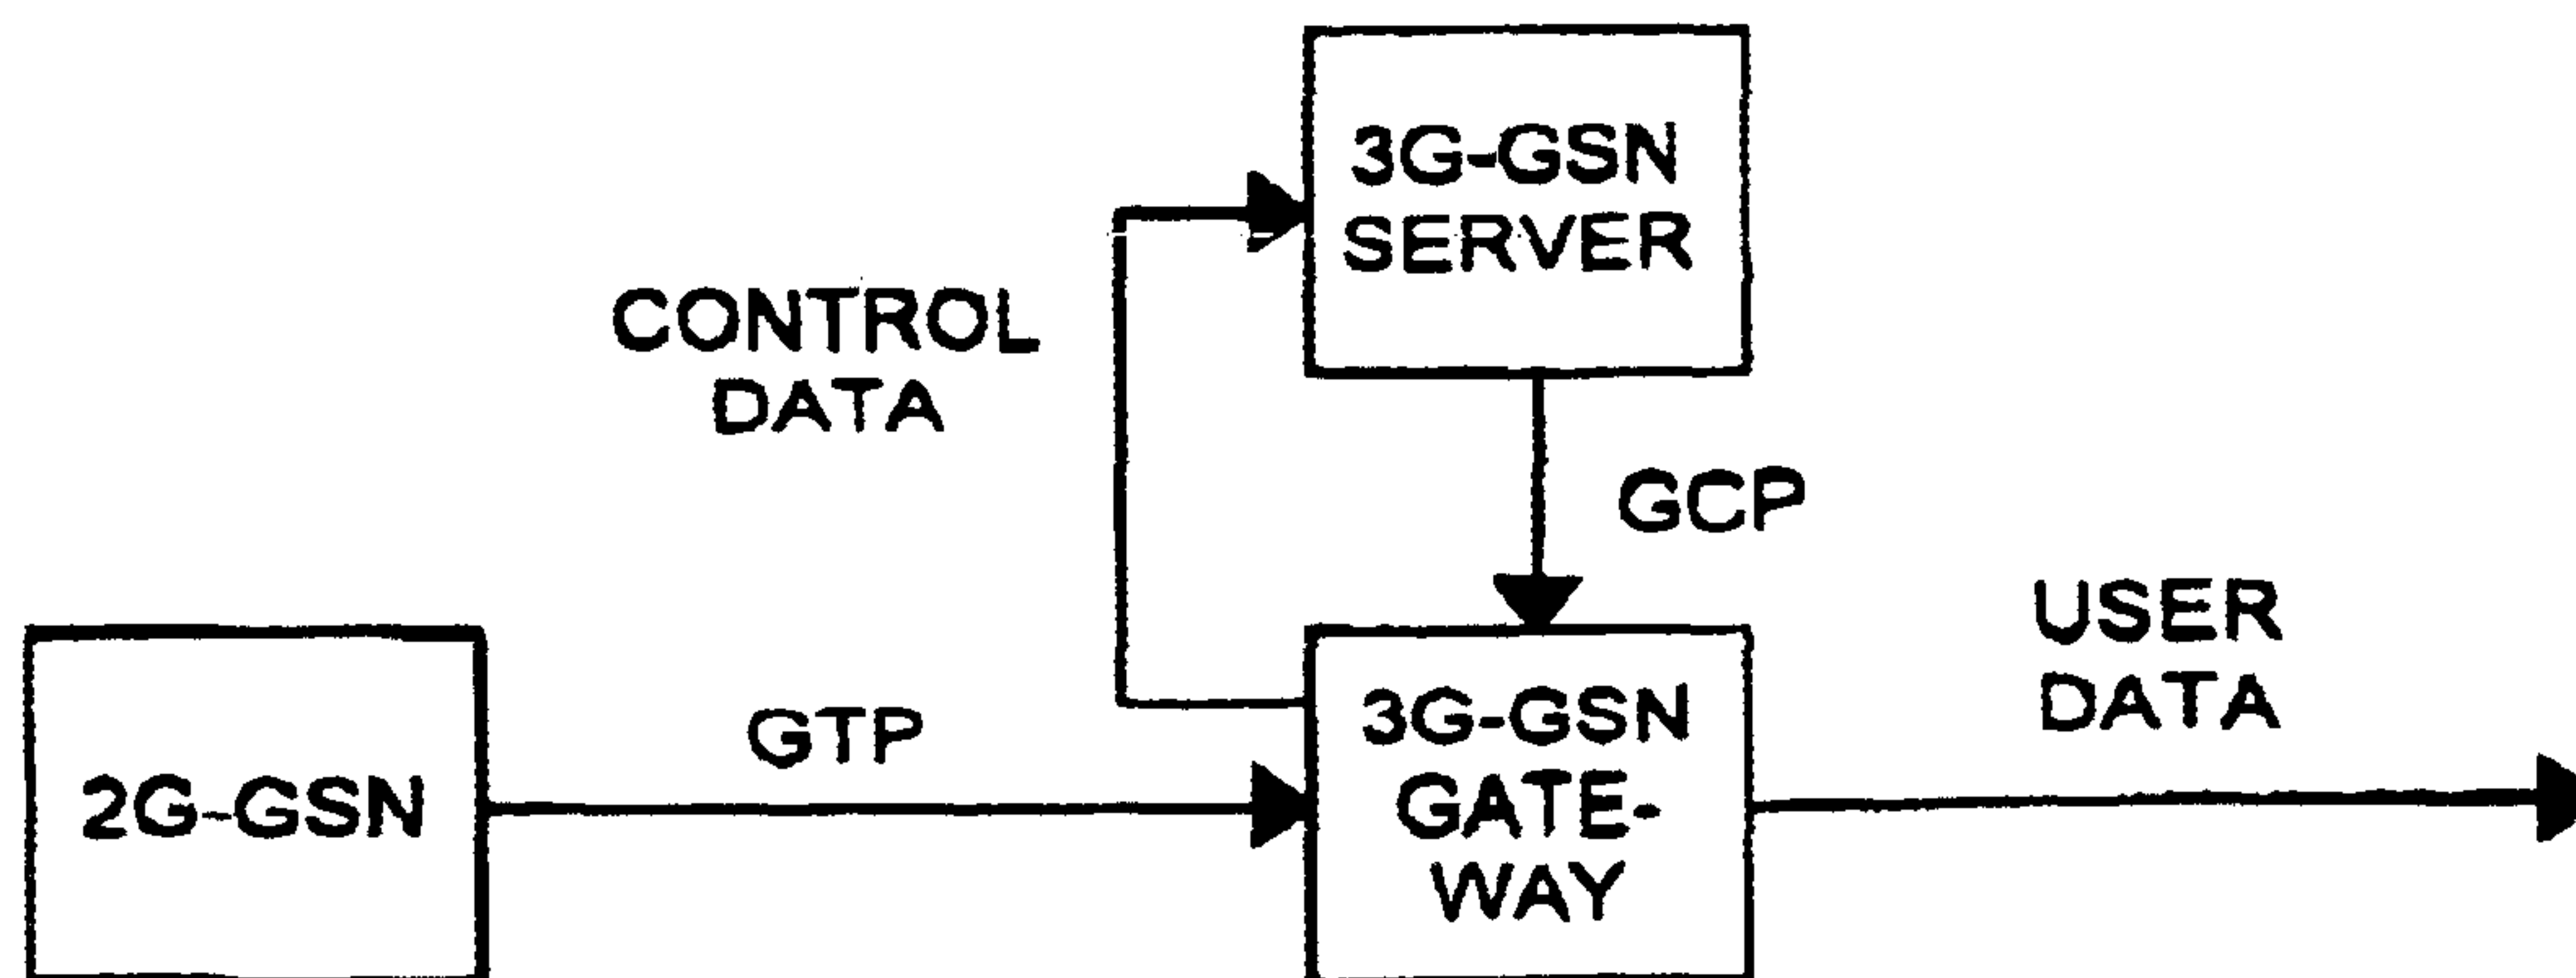 3G-GSN
SERVER
CONTROL
DATA
GCP
USER
DATA
GTP
2G-GSN
3G-GSN
GATE-
WAY